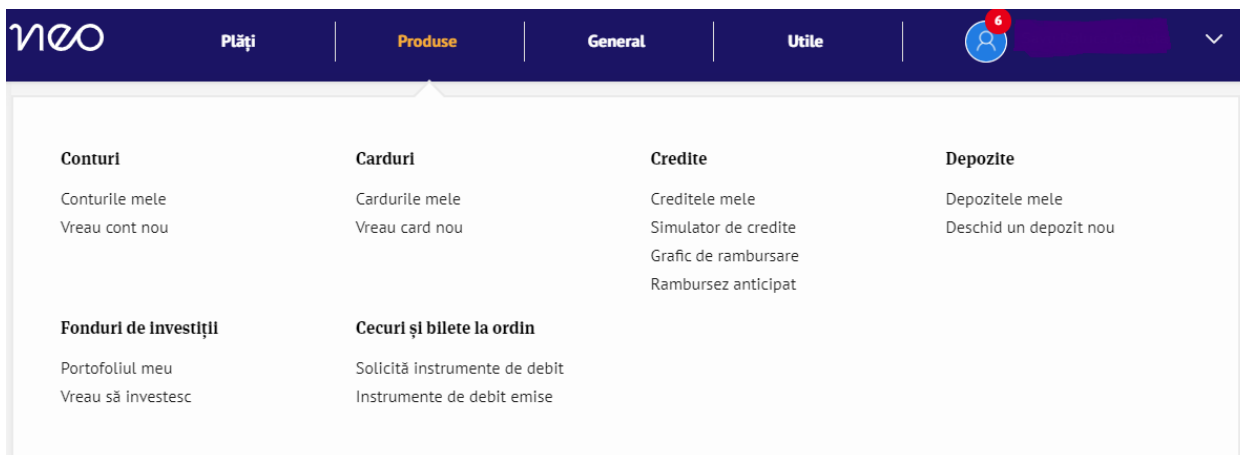 neo
Plăți
Produse
General
Utile
6
Conturi
Conturile mele
Vreau cont nou
Carduri
Cardurile mele
Vreau card nou
Credite
Creditele mele
Simulator de credite
Grafic de rambursare
Rambursez anticipat
Depozite
Depozitele mele
Deschid un depozit nou
Fonduri de investiții
Portofoliul meu
Vreau să investesc
Cecuri și bilete la ordin
Solicită instrumente de debit
Instrumente de debit emise